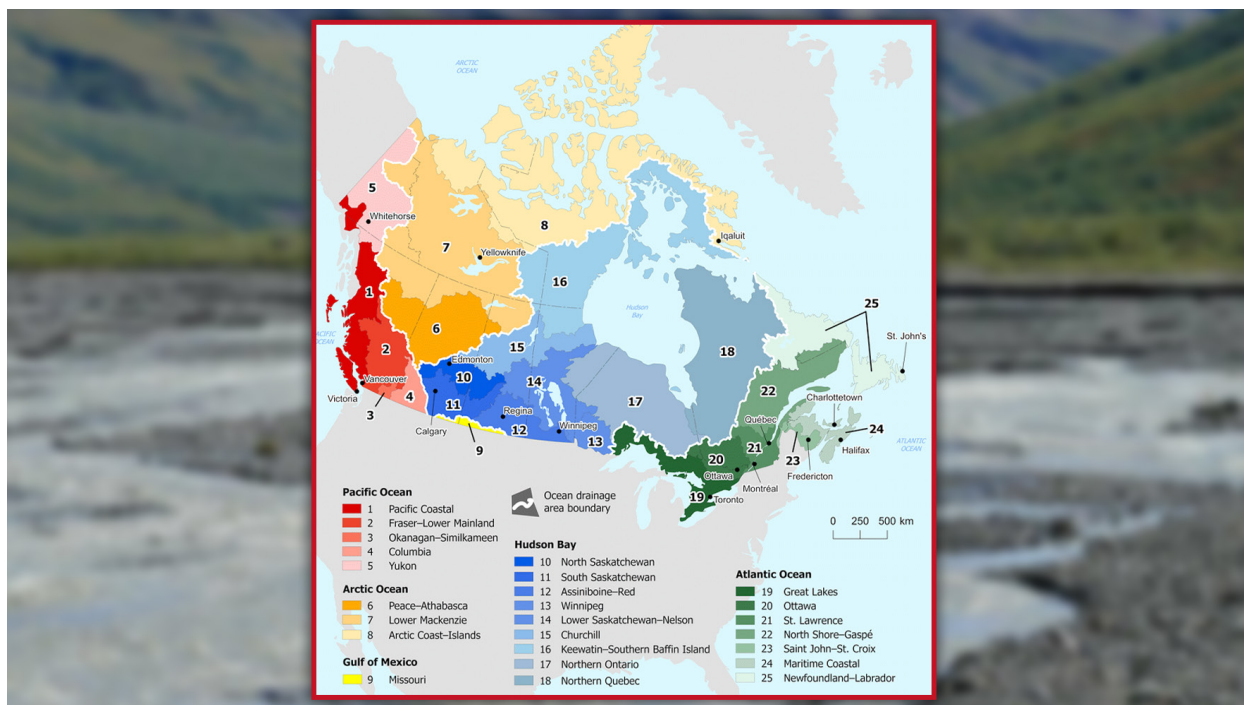 ARCTIC
OCEAN
5
Whitehorse
8
Iqaluit
7
Yellowknife
16
1
Hudson
Bay
25
PACIFIC
OCEAN
6
St. John's
15
2
Edmonton
18
10
14
22
Vancouver
4
17
Charlottetown
Victoria
11
Regina
Québec
3
Calgary
12
Winnipeg
24
13
21
ATLANTIC
OCEAN
9
20
23
Halifax
Ottawa
Fredericton
Montréal
19
Toronto
Ocean drainage
area boundary
0 250 500 km
Pacific Ocean
1 Pacific Coastal
2 Fraser–Lower Mainland
3 Okanagan–Similkameen
4 Columbia
5 Yukon
Arctic Ocean
6 Peace–Athabasca
7 Lower Mackenzie
8 Arctic Coast–Islands
Gulf of Mexico
9 Missouri
Hudson Bay
10 North Saskatchewan
11 South Saskatchewan
12 Assiniboine–Red
13 Winnipeg
14 Lower Saskatchewan–Nelson
15 Churchill
16 Keewatin–Southern Baffin Island
17 Northern Ontario
18 Northern Quebec
Atlantic Ocean
19 Great Lakes
20 Ottawa
21 St. Lawrence
22 North Shore–Gaspé
23 Saint John–St. Croix
24 Maritime Coastal
25 Newfoundland–Labrador